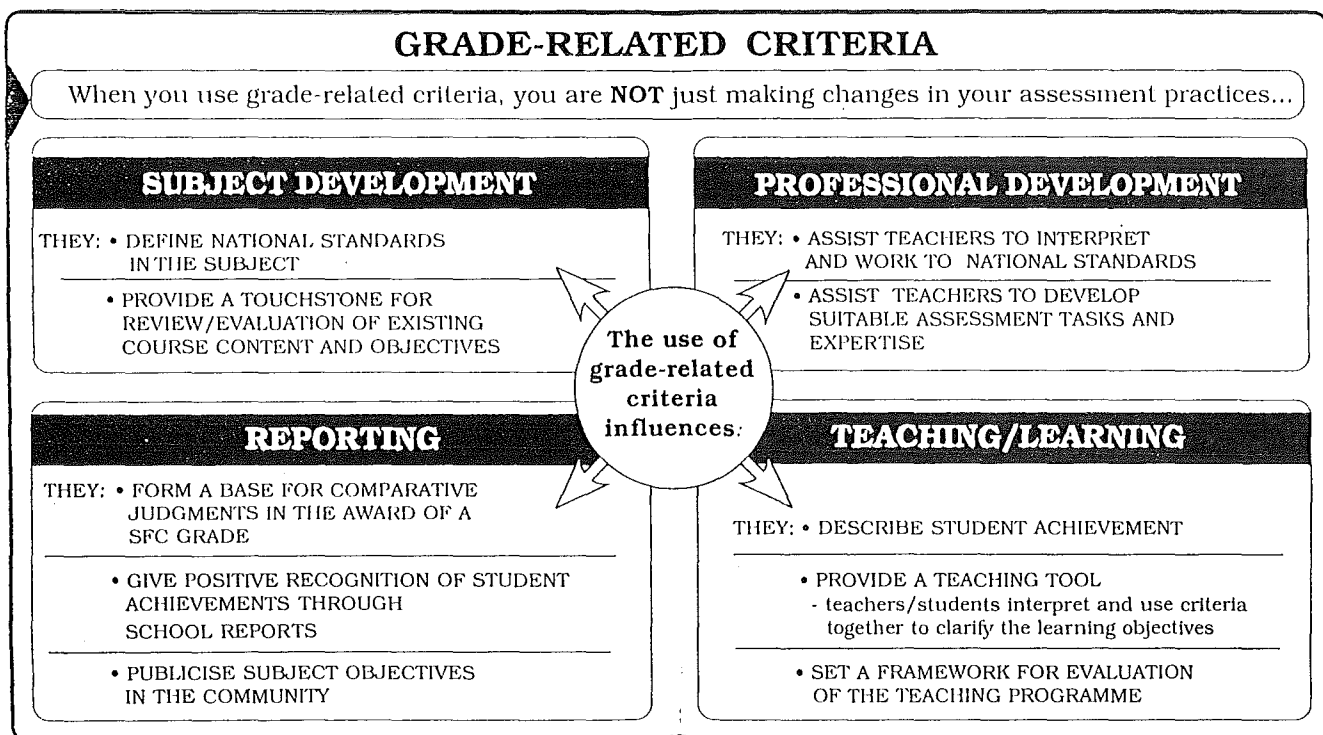 GRADE-RELATED CRITERIA
When you use grade-related criteria, you are NOT just making changes in your assessment practices...
SUBJECT DEVELOPMENT
THEY: • DEFINE NATIONAL STANDARDS
IN THE SUBJECT
• PROVIDE A TOUCHSTONE FOR
REVIEW/EVALUATION OF EXISTING
COURSE CONTENT AND OBJECTIVES
PROFESSIONAL DEVELOPMENT
THEY: • ASSIST TEACHERS TO INTERPRET
AND WORK TO NATIONAL STANDARDS
• ASSIST TEACHERS TO DEVELOP
SUITABLE ASSESSMENT TASKS AND
EXPERTISE
The use of
grade-related
criteria
influences:
REPORTING
THEY: • FORM A BASE FOR COMPARATIVE
JUDGMENTS IN THE AWARD OF A
SFC GRADE
• GIVE POSITIVE RECOGNITION OF STUDENT
ACHIEVEMENTS THROUGH
SCHOOL REPORTS
• PUBLICISE SUBJECT OBJECTIVES
IN THE COMMUNITY
TEACHING/LEARNING
THEY: • DESCRIBE STUDENT ACHIEVEMENT
• PROVIDE A TEACHING TOOL
- teachers/students interpret and use criteria
together to clarify the learning objectives
• SET A FRAMEWORK FOR EVALUATION
OF THE TEACHING PROGRAMME